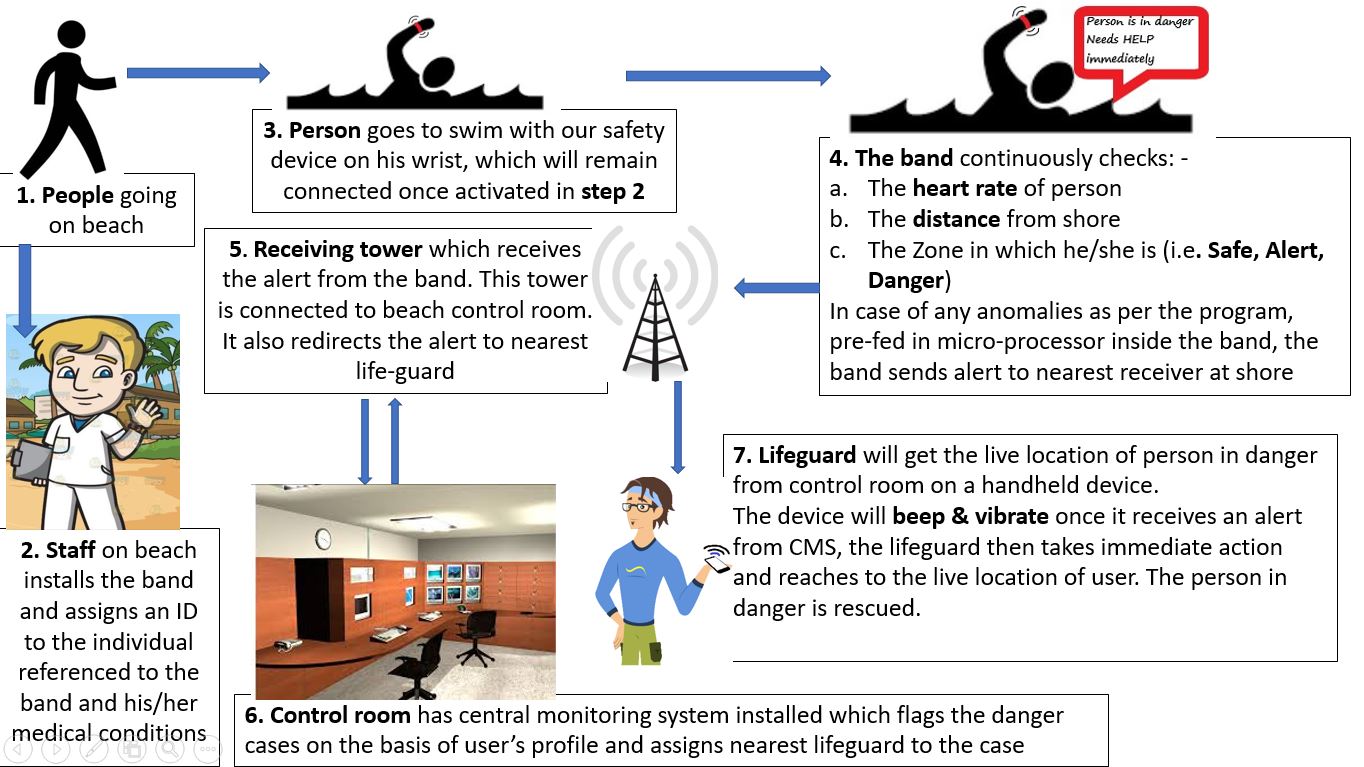 1. People going
on beach
2. Staff on beach
installs the band
and assigns an ID
to the individual
referenced to the
band and his/her
medical conditions
3. Person goes to swim with our safety
device on his wrist, which will remain
connected once activated in step 2
Person is in danger
Needs HELP
immediately
4. The band continuously checks: -
a. The heart rate of person
b. The distance from shore
c. The Zone in which he/she is (i.e. Safe, Alert,
Danger)
In case of any anomalies as per the program,
pre-fed in micro-processor inside the band, the
band sends alert to nearest receiver at shore
5. Receiving tower which receives
the alert from the band. This tower
is connected to beach control room.
It also redirects the alert to nearest
life-guard
6. Control room has central monitoring system installed which flags the danger
cases on the basis of user's profile and assigns nearest lifeguard to the case
7. Lifeguard will get the live location of person in danger
from control room on a handheld device.
The device will beep & vibrate once it receives an alert
from CMS, the lifeguard then takes immediate action
and reaches to the live location of user. The person in
danger is rescued.